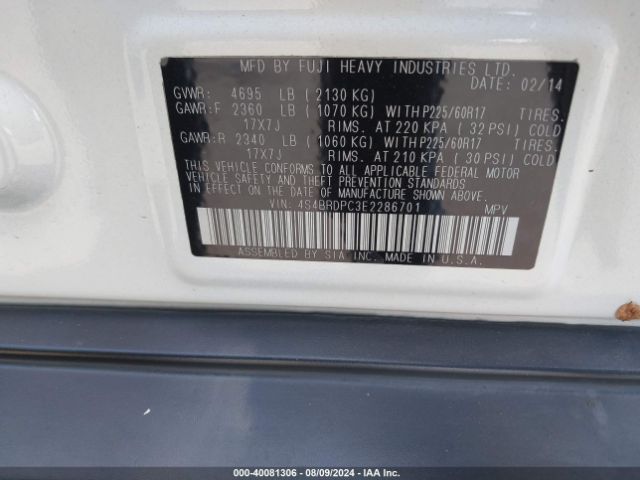 MFD BY FUJI HEAVY INDUSTRIES LTD.
DATE: 02/14
GVWR: 4695 LB ( 2130 KG)
GAWR:F 2360 LB ( 1070 KG) WITH P225/60R17 TIRES.
17X7J RIMS. AT 220 KPA ( 32 PSI) COLD
GAWR:R 2340 LB ( 1060 KG) WITH P225/60R17 TIRES.
17X7J RIMS. AT 210 KPA ( 30 PSI) COLD
THIS VEHICLE CONFORMS TO ALL APPLICABLE FEDERAL MOTOR
VEHICLE SAFETY AND THEFT PREVENTION STANDARDS
IN EFFECT ON THE DATE OF MANUFACTURE SHOWN ABOVE.
VIN: 4S4BRDPC3E2286701 MPV
ASSEMBLED BY SIA INC. MADE IN U.S.A.
000-40081306 - 08/09/2024 - IAA Inc.